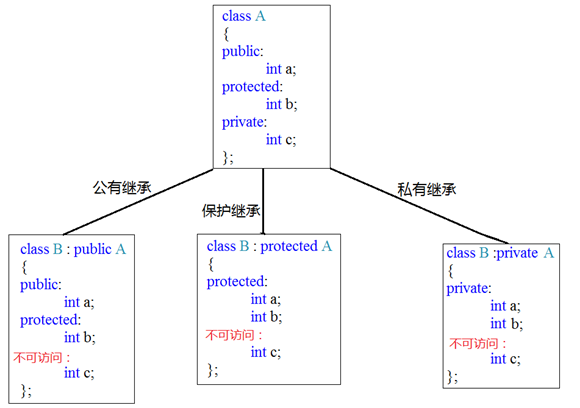 class A
{
public:
int a;
protected:
int b;
private:
int c;
};
公有继承
保护继承
私有继承
class B : public A
{
public:
int a;
protected:
int b;
不可访问：
int c;
};
class B : protected A
{
protected:
int a;
int b;
不可访问：
int c;
};
class B :private A
{
private:
int a;
int b;
不可访问：
int c;
};